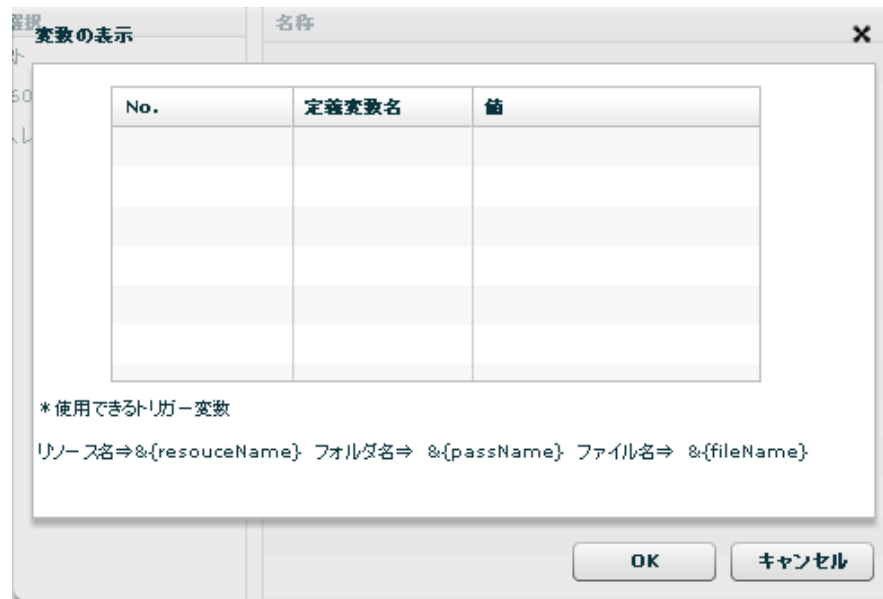 選択
名称
変数の表示
No. 定義変数名 値
*使用できるトリガー変数
リソース名⇒&{resouceName} フォルダ名⇒ &{passName} ファイル名⇒ &{fileName}
OK キャンセル